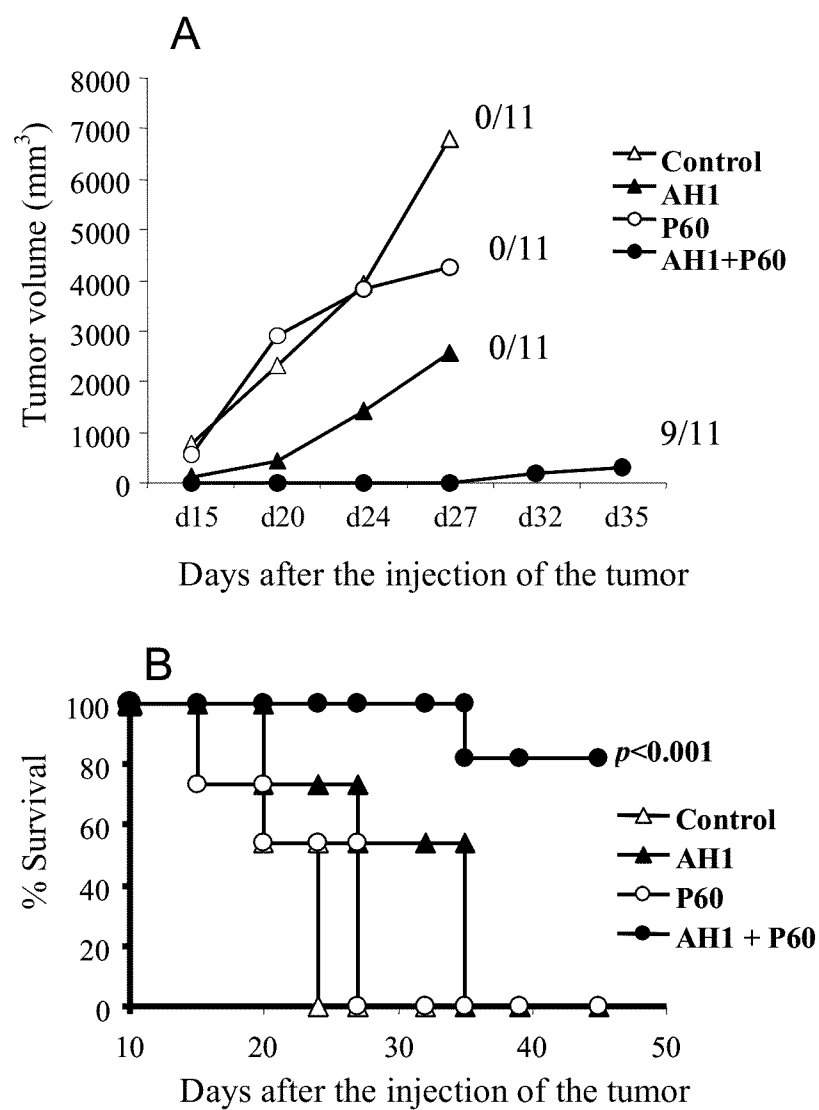 A
8000
7000
6000
5000
4000
3000
2000
1000
0
Tumor volume (mm³)
0/11
0/11
0/11
9/11
Control
AH1
P60
AH1+P60
d15 d20 d24 d27 d32 d35
Days after the injection of the tumor
B
100
80
60
40
20
0
% Survival
p<0.001
Control
AH1
P60
AH1 + P60
10 20 30 40 50
Days after the injection of the tumor